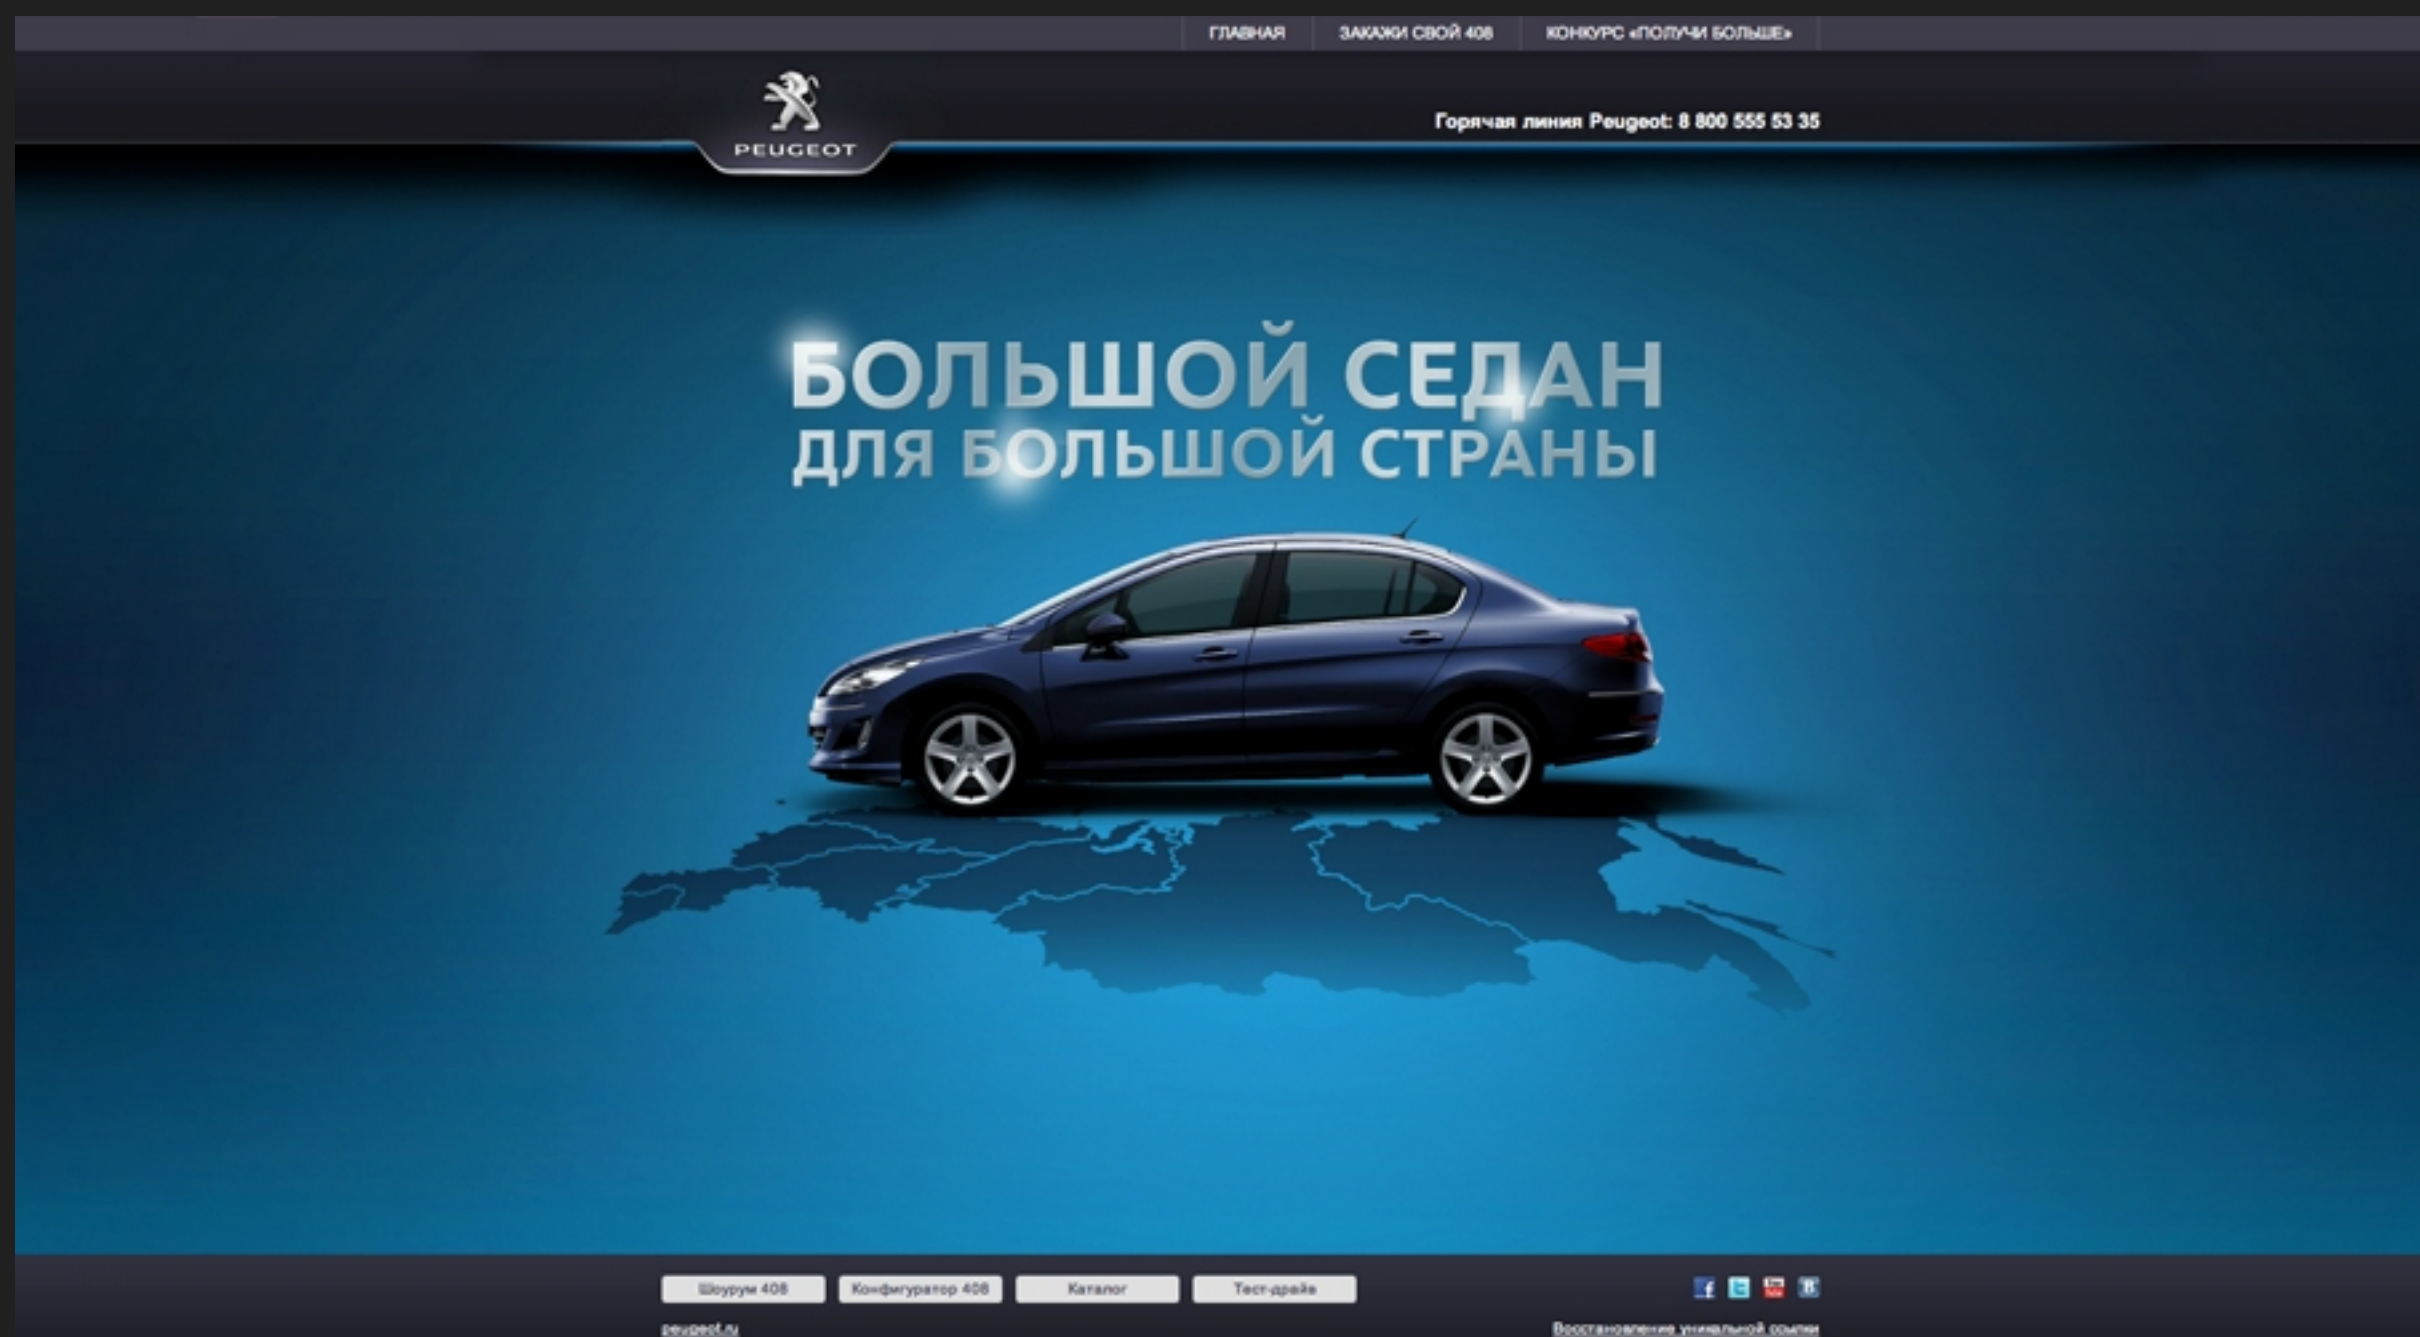 ГЛАВНАЯ ЗАКАЖИ СВОЙ 408 КОНКУРС «ПОЛУЧИ БОЛЬШЕ»
PEUGEOT
Горячая линия Peugeot: 8 800 555 53 35
БОЛЬШОЙ СЕДАН
ДЛЯ БОЛЬШОЙ СТРАНЫ
Шоурум 408 Конфигуратор 408 Каталог Тест-драйв
peugeot.ru Восстановление уникальной ссылки